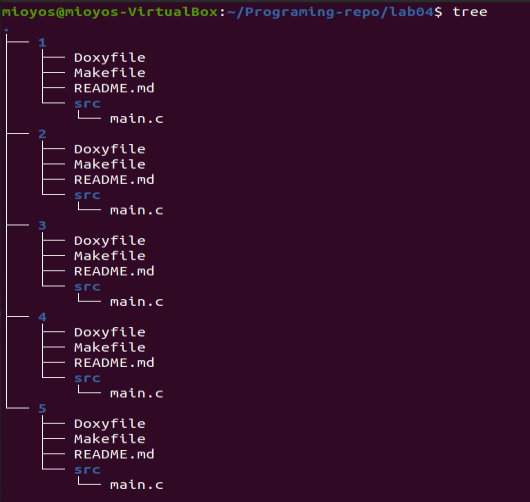 mioyos@mioyos-VirtualBox:~/Programing-repo/lab04$ tree
.
├── 1
│   ├── Doxyfile
│   ├── Makefile
│   ├── README.md
│   └── src
│       └── main.c
├── 2
│   ├── Doxyfile
│   ├── Makefile
│   ├── README.md
│   └── src
│       └── main.c
├── 3
│   ├── Doxyfile
│   ├── Makefile
│   ├── README.md
│   └── src
│       └── main.c
├── 4
│   ├── Doxyfile
│   ├── Makefile
│   ├── README.md
│   └── src
│       └── main.c
└── 5
    ├── Doxyfile
    ├── Makefile
    ├── README.md
    └── src
        └── main.c